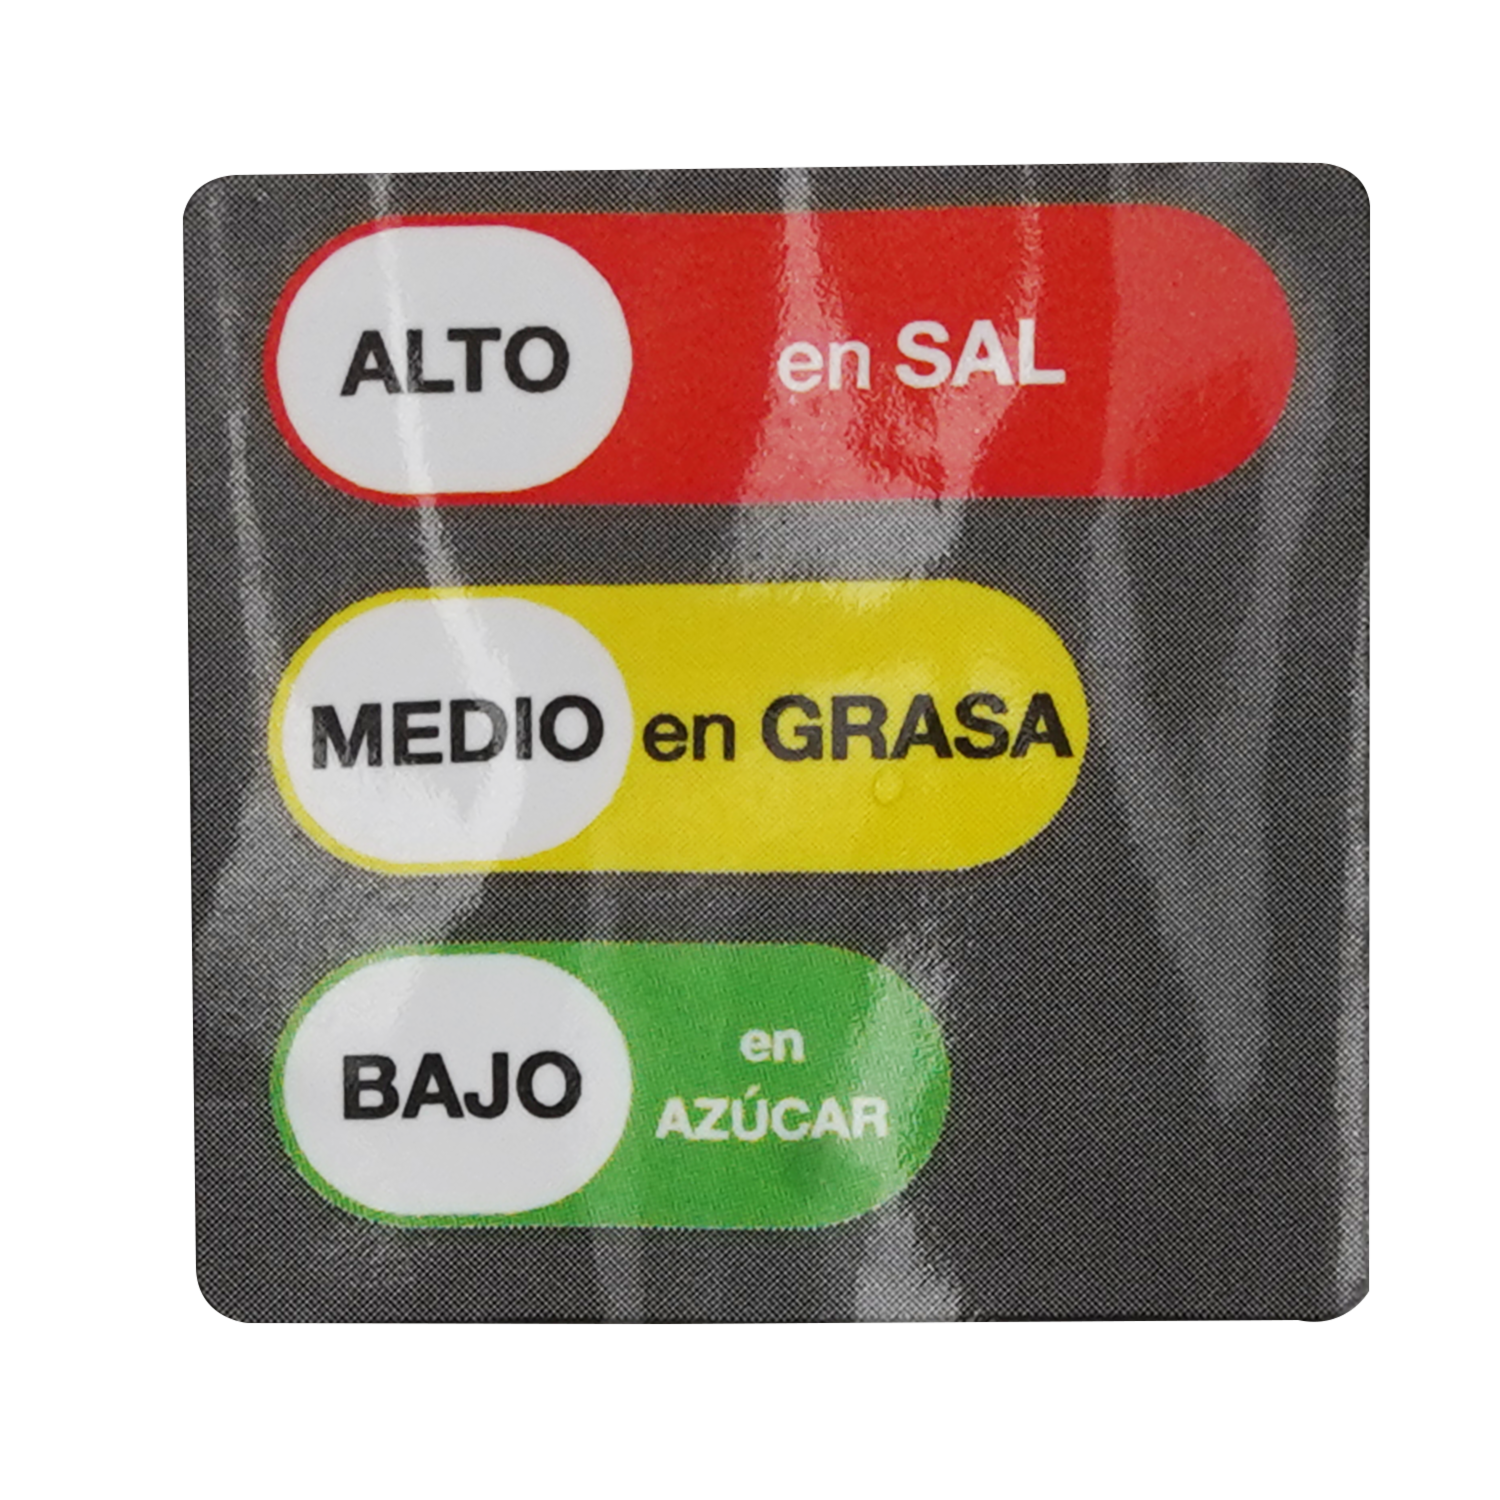 ALTO en SAL
MEDIO en GRASA
BAJO en
AZÚCAR